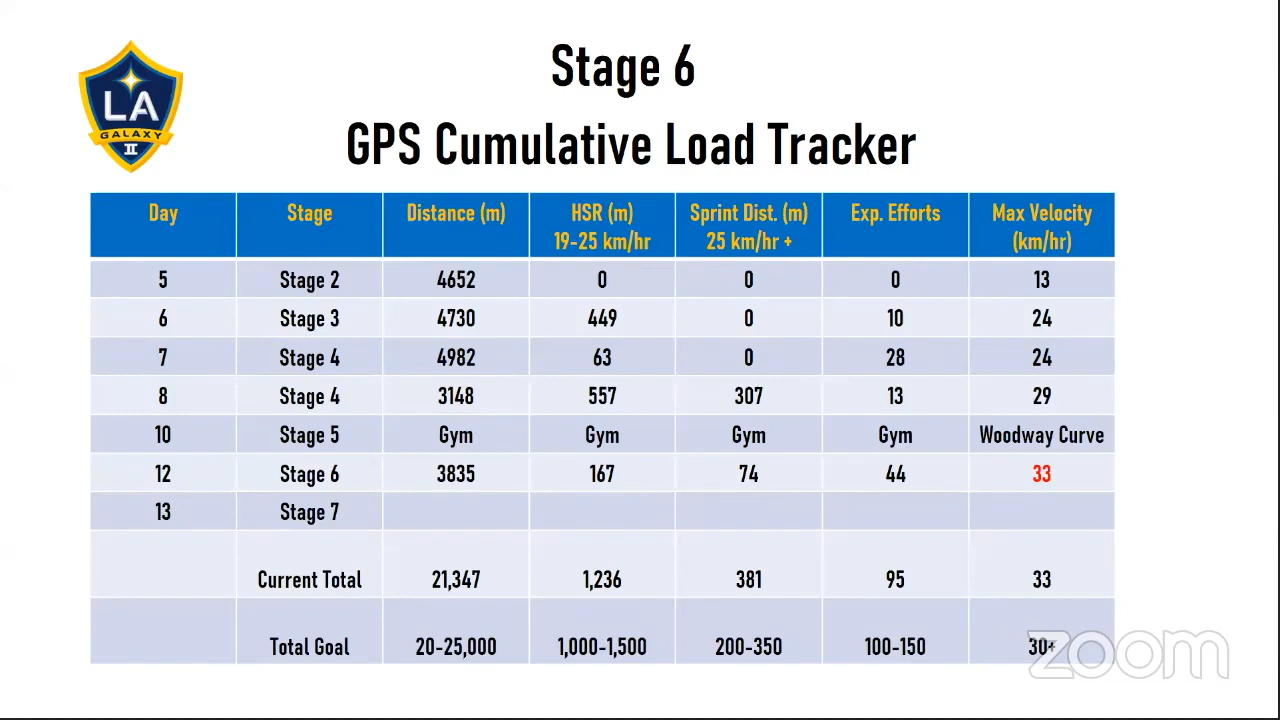 LA
GALAXY
II
Stage 6
GPS Cumulative Load Tracker
Day Stage Distance (m) HSR (m) 19-25 km/hr Sprint Dist. (m) 25 km/hr + Exp. Efforts Max Velocity (km/hr)
5 Stage 2 4652 0 0 0 13
6 Stage 3 4730 449 0 10 24
7 Stage 4 4982 63 0 28 24
8 Stage 4 3148 557 307 13 29
10 Stage 5 Gym Gym Gym Gym Woodway Curve
12 Stage 6 3835 167 74 44 33
13 Stage 7
Current Total 21,347 1,236 381 95 33
Total Goal 20-25,000 1,000-1,500 200-350 100-150 30+
zoom